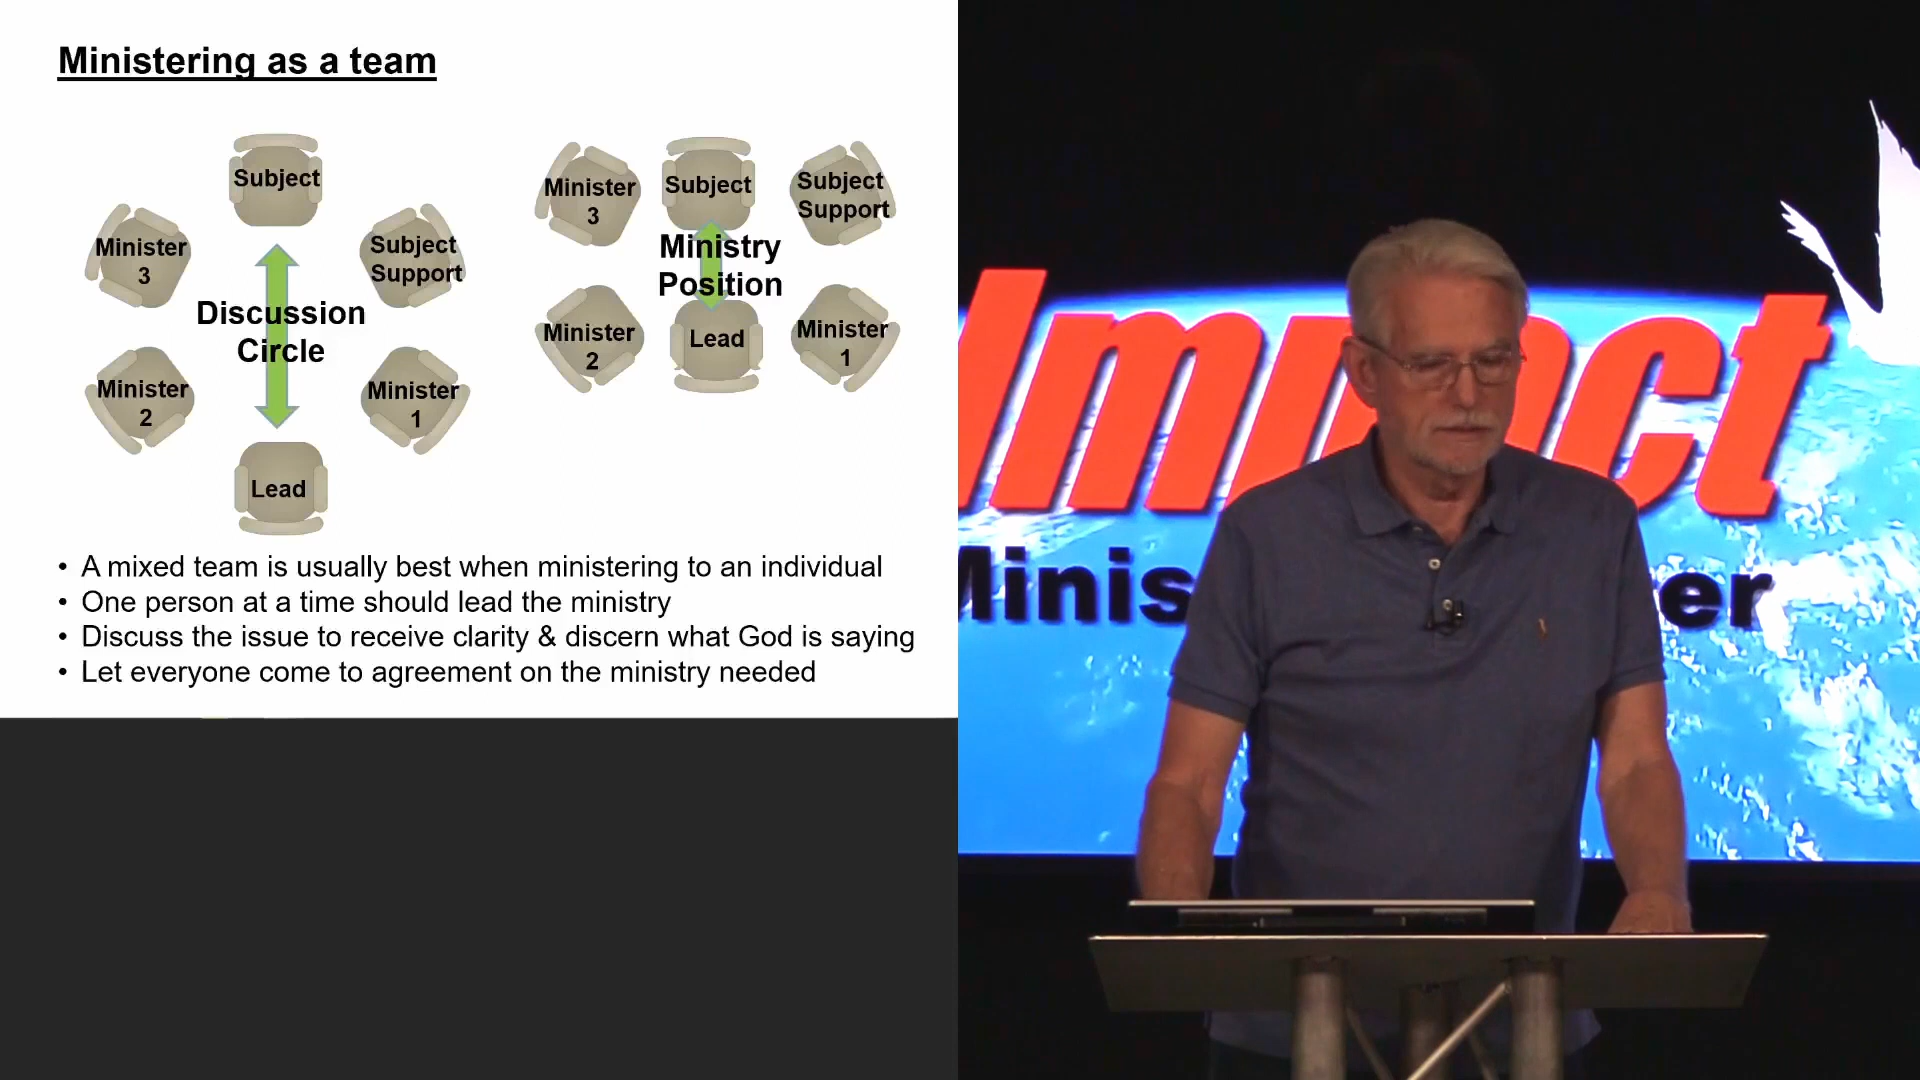 Ministering as a team
Subject
Minister
3
Subject
Support
Discussion
Circle
Minister
2
Minister
1
Lead
Minister
3
Subject
Subject
Support
Ministry
Position
Minister
2
Lead
Minister
1
• A mixed team is usually best when ministering to an individual
• One person at a time should lead the ministry
• Discuss the issue to receive clarity & discern what God is saying
• Let everyone come to agreement on the ministry needed